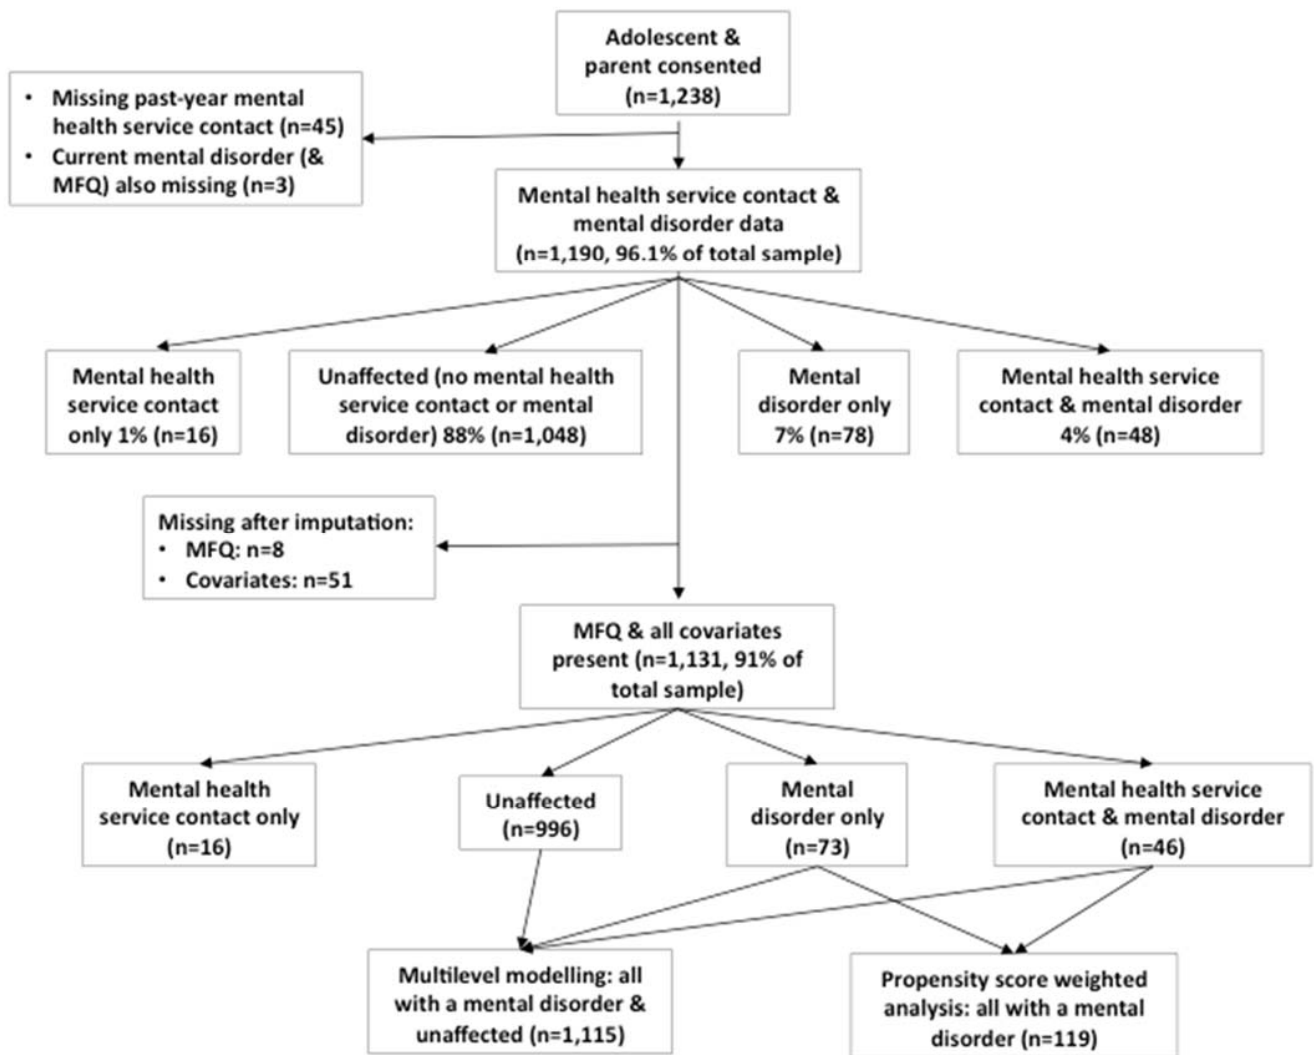 Adolescent &
parent consented
(n=1,238)
• Missing past-year mental
health service contact (n=45)
• Current mental disorder (&
MFQ) also missing (n=3)
Mental health service contact &
mental disorder data
(n=1,190, 96.1% of total sample)
Mental health
service contact
only 1% (n=16)
Unaffected (no mental health
service contact or mental
disorder) 88% (n=1,048)
Mental
disorder only
7% (n=78)
Mental health service
contact & mental disorder
4% (n=48)
Missing after imputation:
• MFQ: n=8
• Covariates: n=51
MFQ & all covariates
present (n=1,131, 91% of
total sample)
Mental health
service contact only
(n=16)
Unaffected
(n=996)
Mental
disorder only
(n=73)
Mental health service
contact & mental disorder
(n=46)
Multilevel modelling: all
with a mental disorder &
unaffected (n=1,115)
Propensity score weighted
analysis: all with a mental
disorder (n=119)